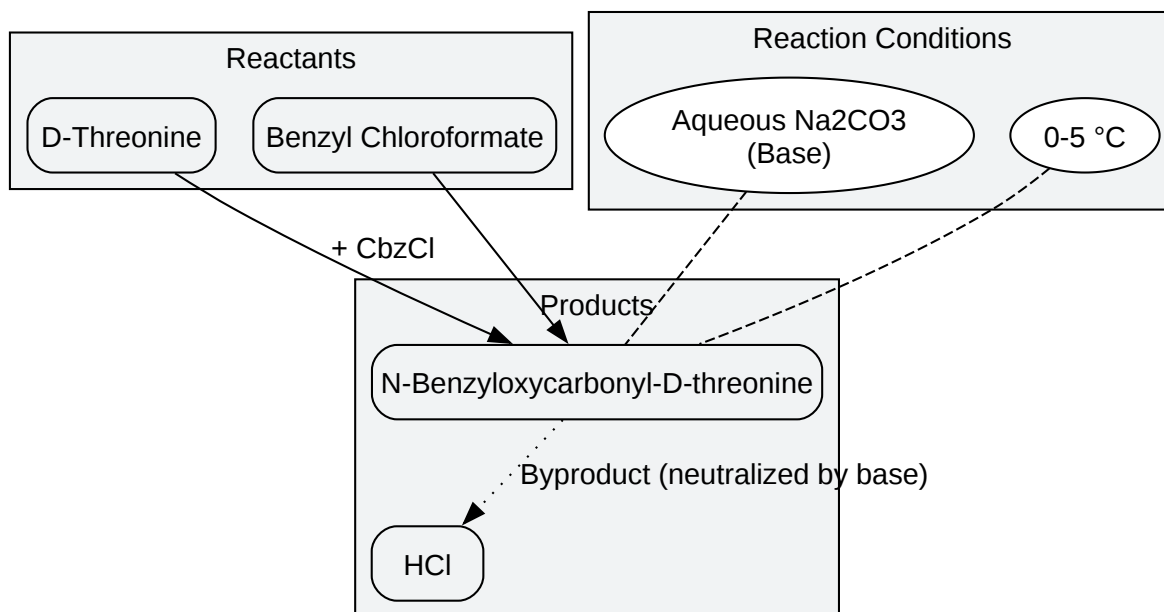 Reactants
Reaction Conditions
D-Threonine
Benzyl Chloroformate
Aqueous Na2CO3
(Base)
0-5 °C
+ CbzCl
Products
N-Benzyloxycarbonyl-D-threonine
Byproduct (neutralized by base)
HCl